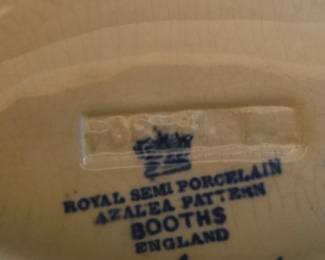 ROYAL SEMI PORCELAIN
AZALEA PATTERN
BOOTHS
ENGLAND